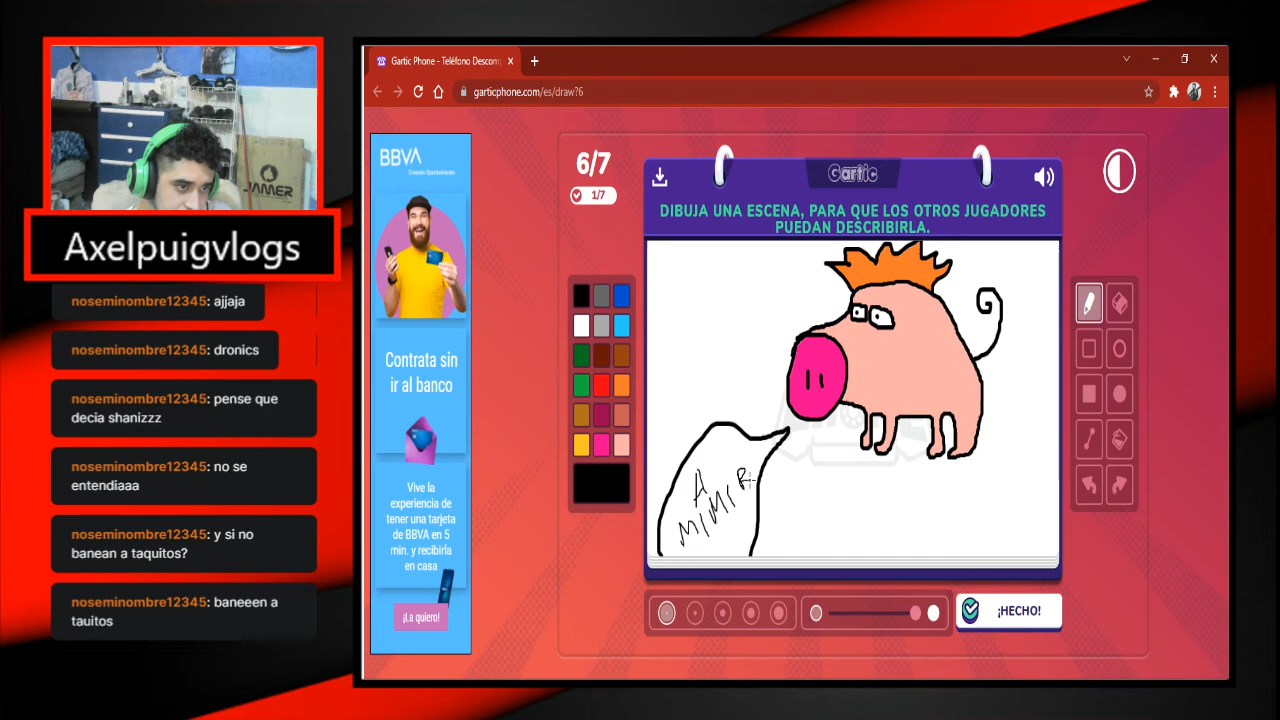 Gartic Phone - Teléfono Descom
garticphone.com/es/draw?6
JAMER
Axelpuigvlogs
noseminombre12345: ajjaja
noseminombre12345: dronics
noseminombre12345: pense que
decia shanizzz
noseminombre12345: no se
entendiaaa
noseminombre12345: y si no
banean a taquitos?
noseminombre12345: baneeen a
tauitos
BBVA
Creando Oportunidades
Contrata sin
ir al banco
Vive la
experiencia de
tener una tarjeta
de BBVA en 5
min. y recibirla
en casa
¡La quiero!
6/7
1/7
Gartic
DIBUJA UNA ESCENA, PARA QUE LOS OTROS JUGADORES
PUEDAN DESCRIBIRLA.
A
MIMIR
¡HECHO!